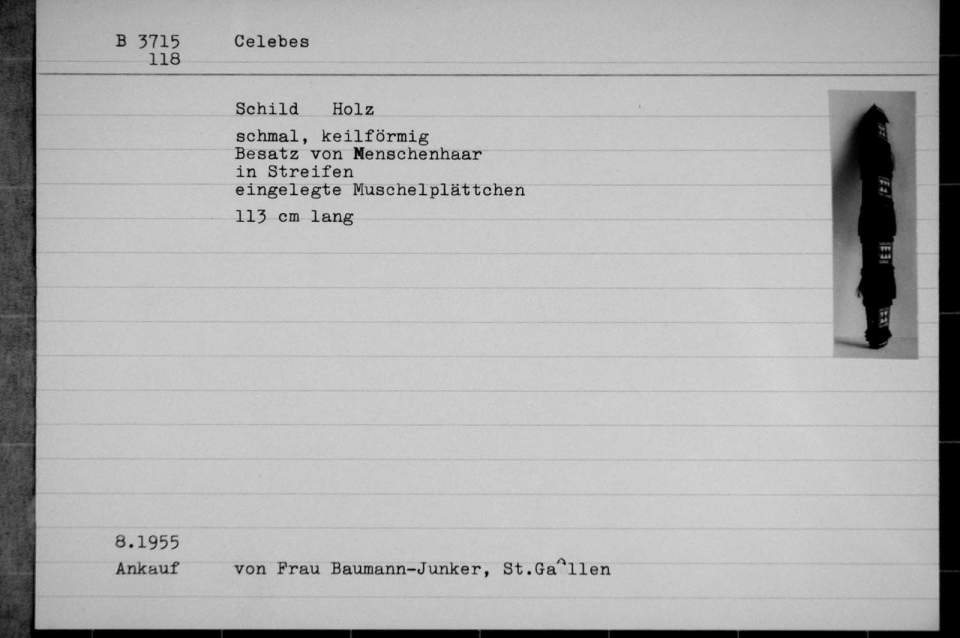 B 3715 Celebes
118
Schild Holz
schmal, keilförmig
Besatz von Menschenhaar
in Streifen
eingelegte Muschelplättchen
113 cm lang
8.1955
Ankauf von Frau Baumann-Junker, St.Ga^llen